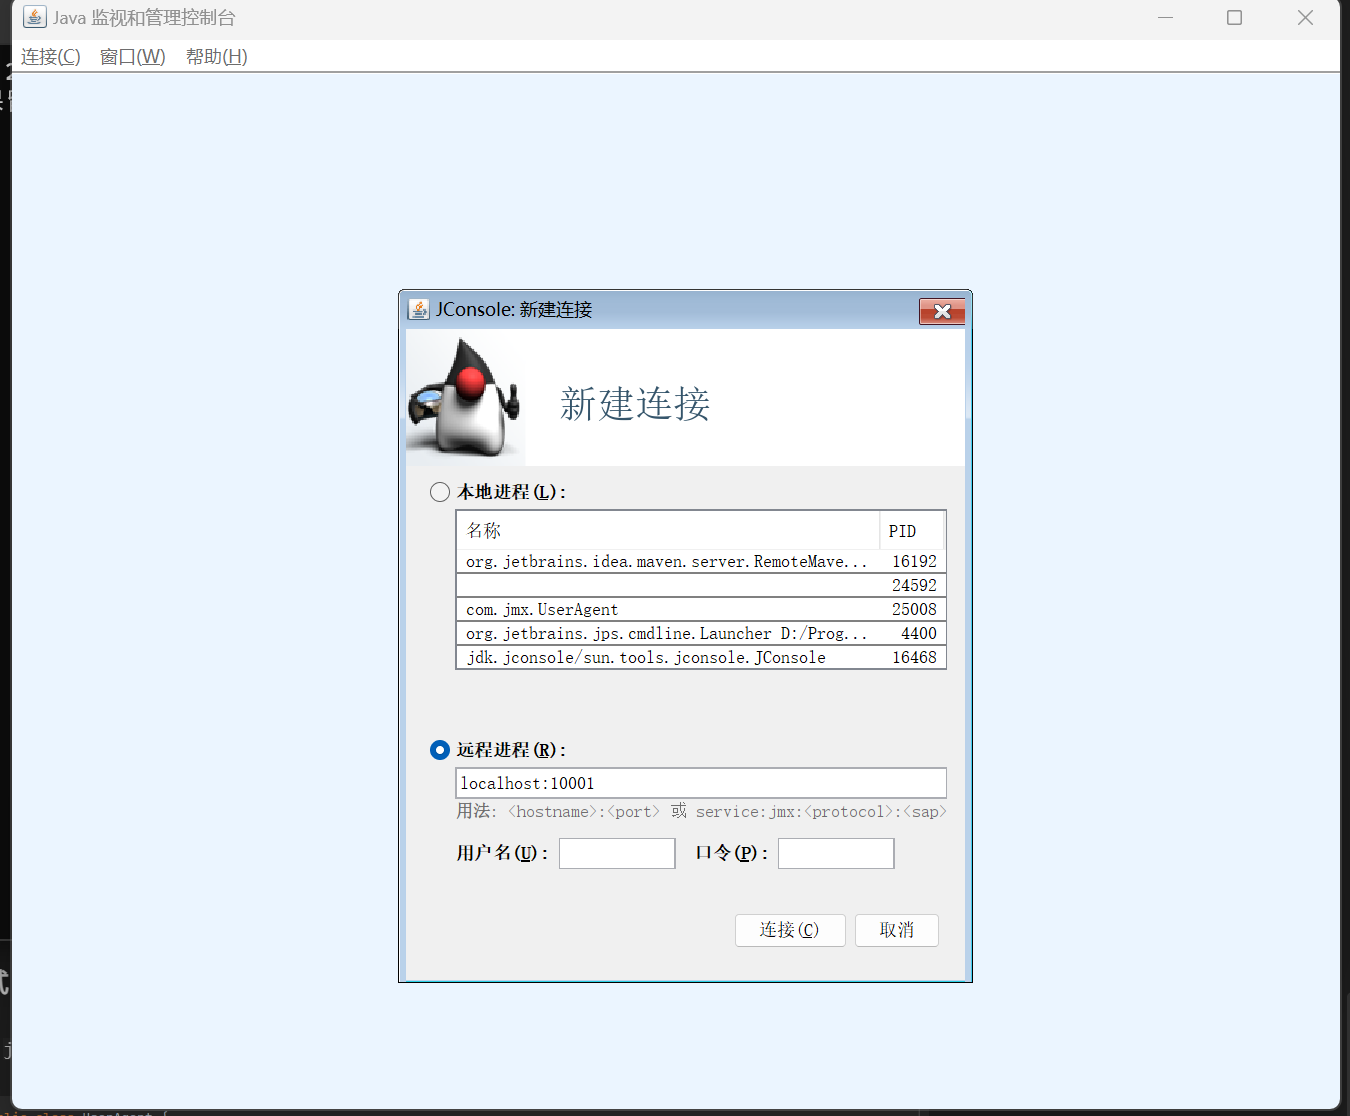 Java 监视和管理控制台
连接(C) 窗口(W) 帮助(H)
JConsole: 新建连接
新建连接
本地进程(L):
名称 PID
org.jetbrains.idea.maven.server.RemoteMave... 16192
24592
com.jmx.UserAgent 25008
org.jetbrains.jps.cmdline.Launcher D:/Prog... 4400
jdk.jconsole/sun.tools.jconsole.JConsole 16468
远程进程(R):
localhost:10001
用法: <hostname>:<port> 或 service:jmx:<protocol>:<sap>
用户名(U): 口令(P):
连接(C) 取消